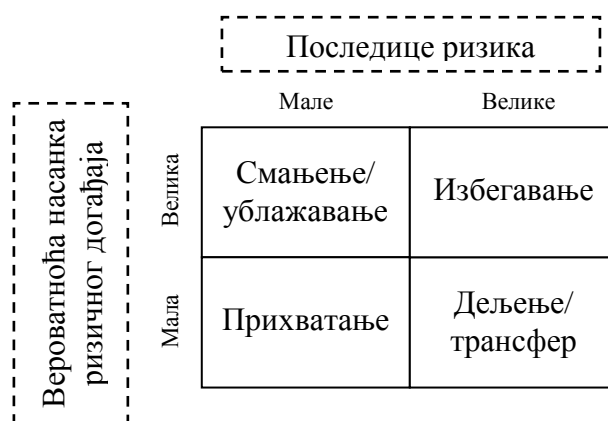 Последице ризика
Мале
Велике
Вероватноћа насанка
ризичног догађаја
Велика
Смањење/
ублажавање
Избегавање
Мала
Прихватање
Дељење/
трансфер